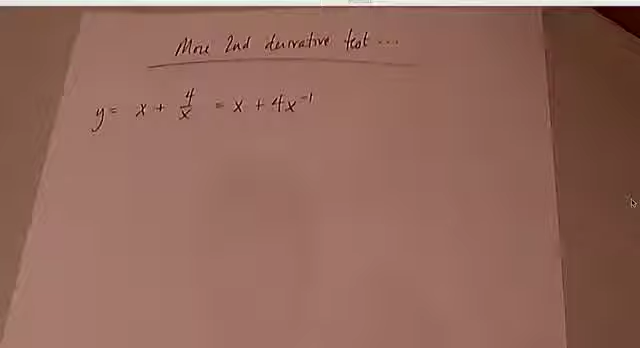 More 2nd derivative test...
y = x + 4/x = x + 4x⁻¹